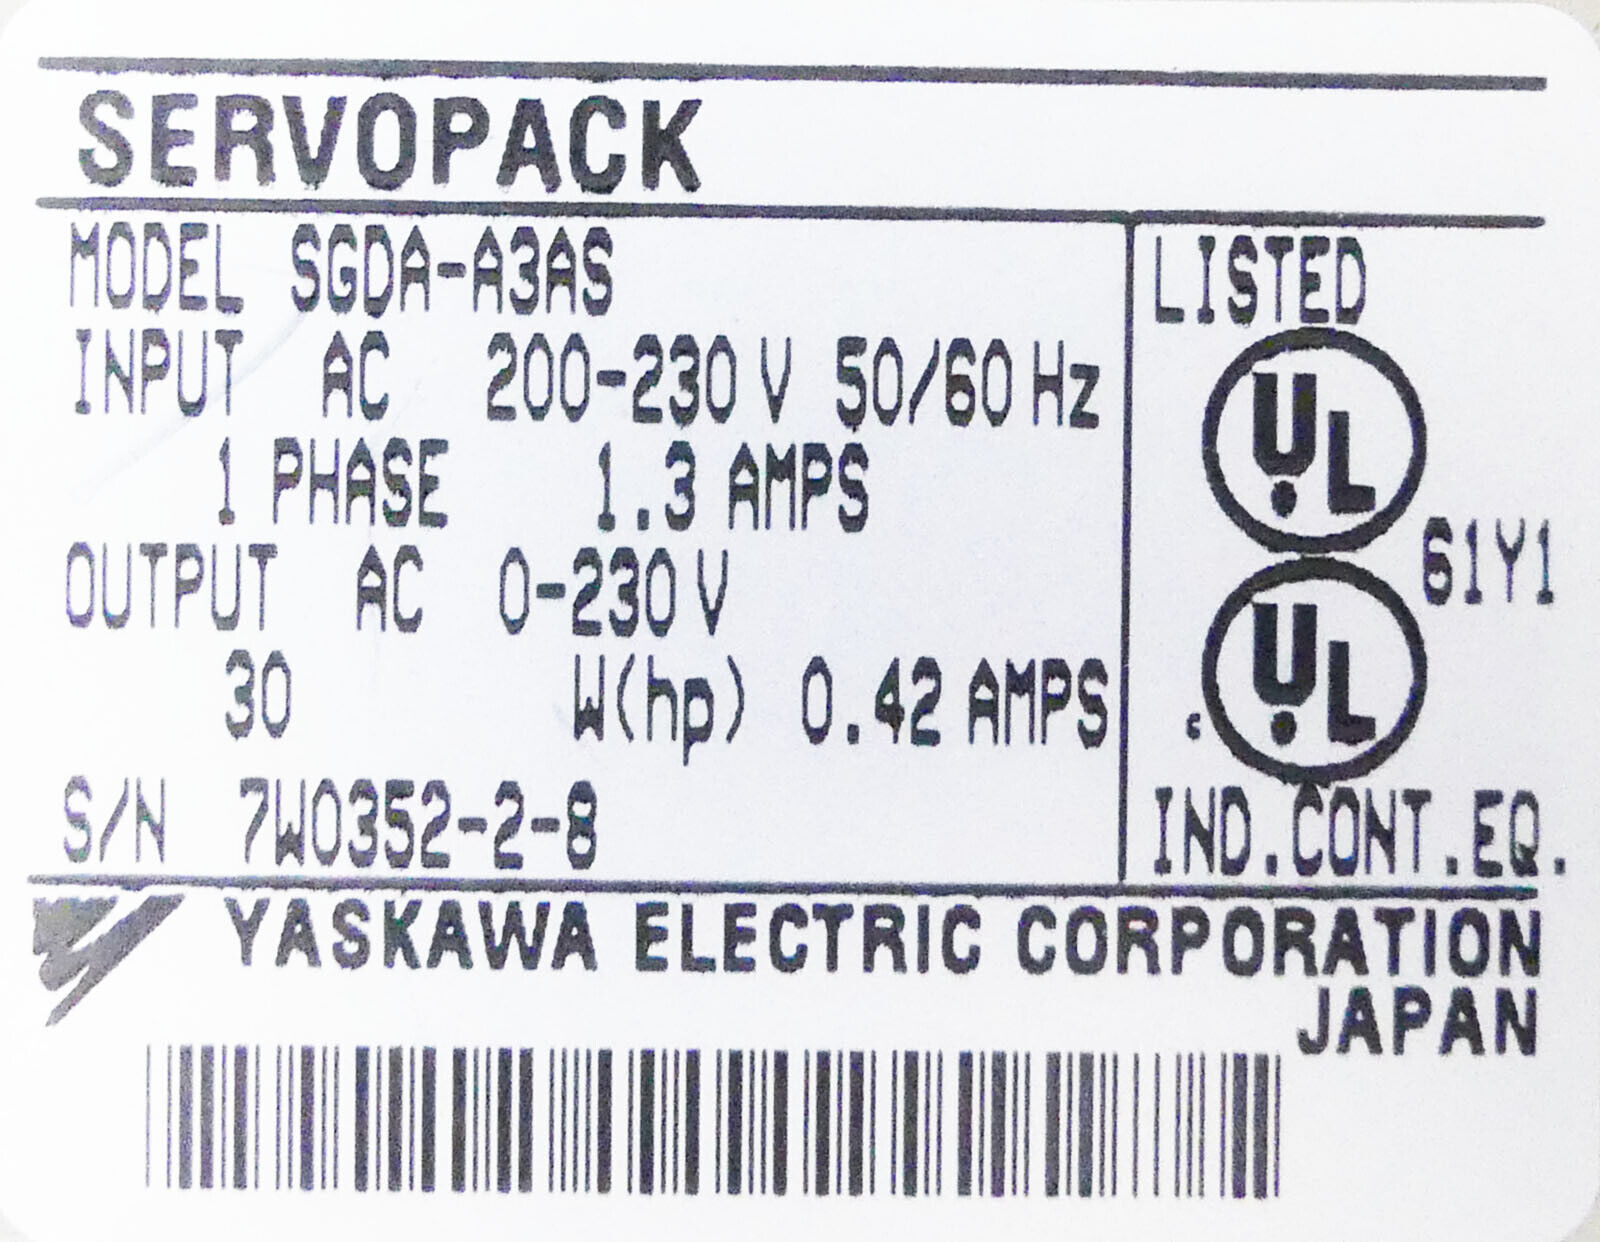 SERVOPACK
MODEL SGDA-A3AS
INPUT AC 200-230 V 50/60 Hz
1 PHASE 1.3 AMPS
OUTPUT AC 0-230 V
30 W(hp) 0.42 AMPS
S/N 7W0352-2-8
LISTED
UL
61Y1
c UL
IND.CONT.EQ.
YASKAWA ELECTRIC CORPORATION
JAPAN